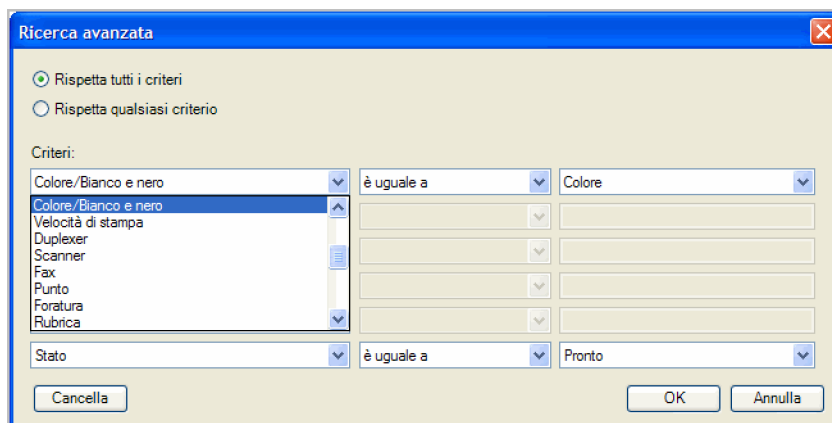 Ricerca avanzata
Rispetta tutti i criteri
Rispetta qualsiasi criterio
Criteri:
Colore/Bianco e nero è uguale a Colore
Colore/Bianco e nero
Velocità di stampa
Duplexer
Scanner
Fax
Punto
Foratura
Rubrica
Stato è uguale a Pronto
Cancella OK Annulla